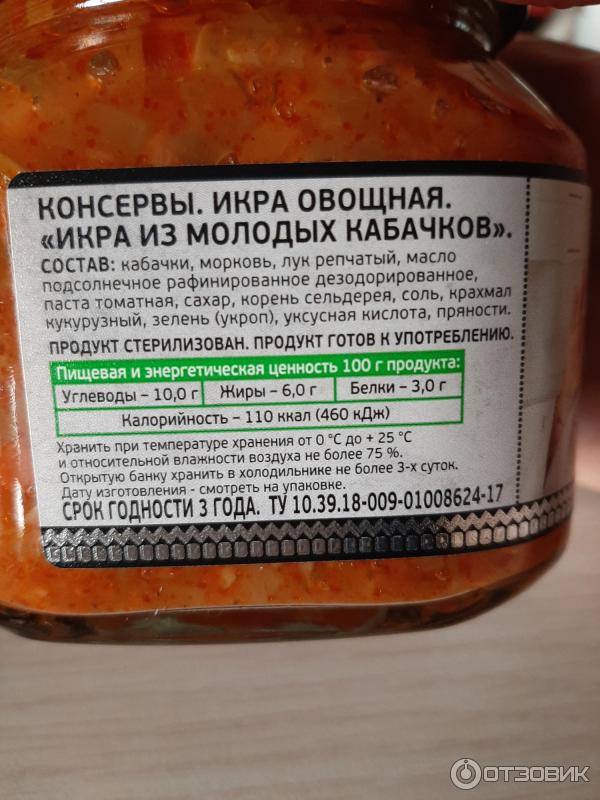 КОНСЕРВЫ. ИКРА ОВОЩНАЯ.
«ИКРА ИЗ МОЛОДЫХ КАБАЧКОВ».
СОСТАВ: кабачки, морковь, лук репчатый, масло
подсолнечное рафинированное дезодорированное,
паста томатная, сахар, корень сельдерея, соль, крахмал
кукурузный, зелень (укроп), уксусная кислота, пряности.
ПРОДУКТ СТЕРИЛИЗОВАН. ПРОДУКТ ГОТОВ К УПОТРЕБЛЕНИЮ.
Пищевая и энергетическая ценность 100 г продукта:
Углеводы – 10,0 г Жиры – 6,0 г Белки – 3,0 г
Калорийность – 110 ккал (460 кДж)
Хранить при температуре хранения от 0 °С до + 25 °С
и относительной влажности воздуха не более 75 %.
Открытую банку хранить в холодильнике не более 3-х суток.
Дату изготовления - смотреть на упаковке.
СРОК ГОДНОСТИ 3 ГОДА. ТУ 10.39.18-009-01008624-17
ОТЗОВИК